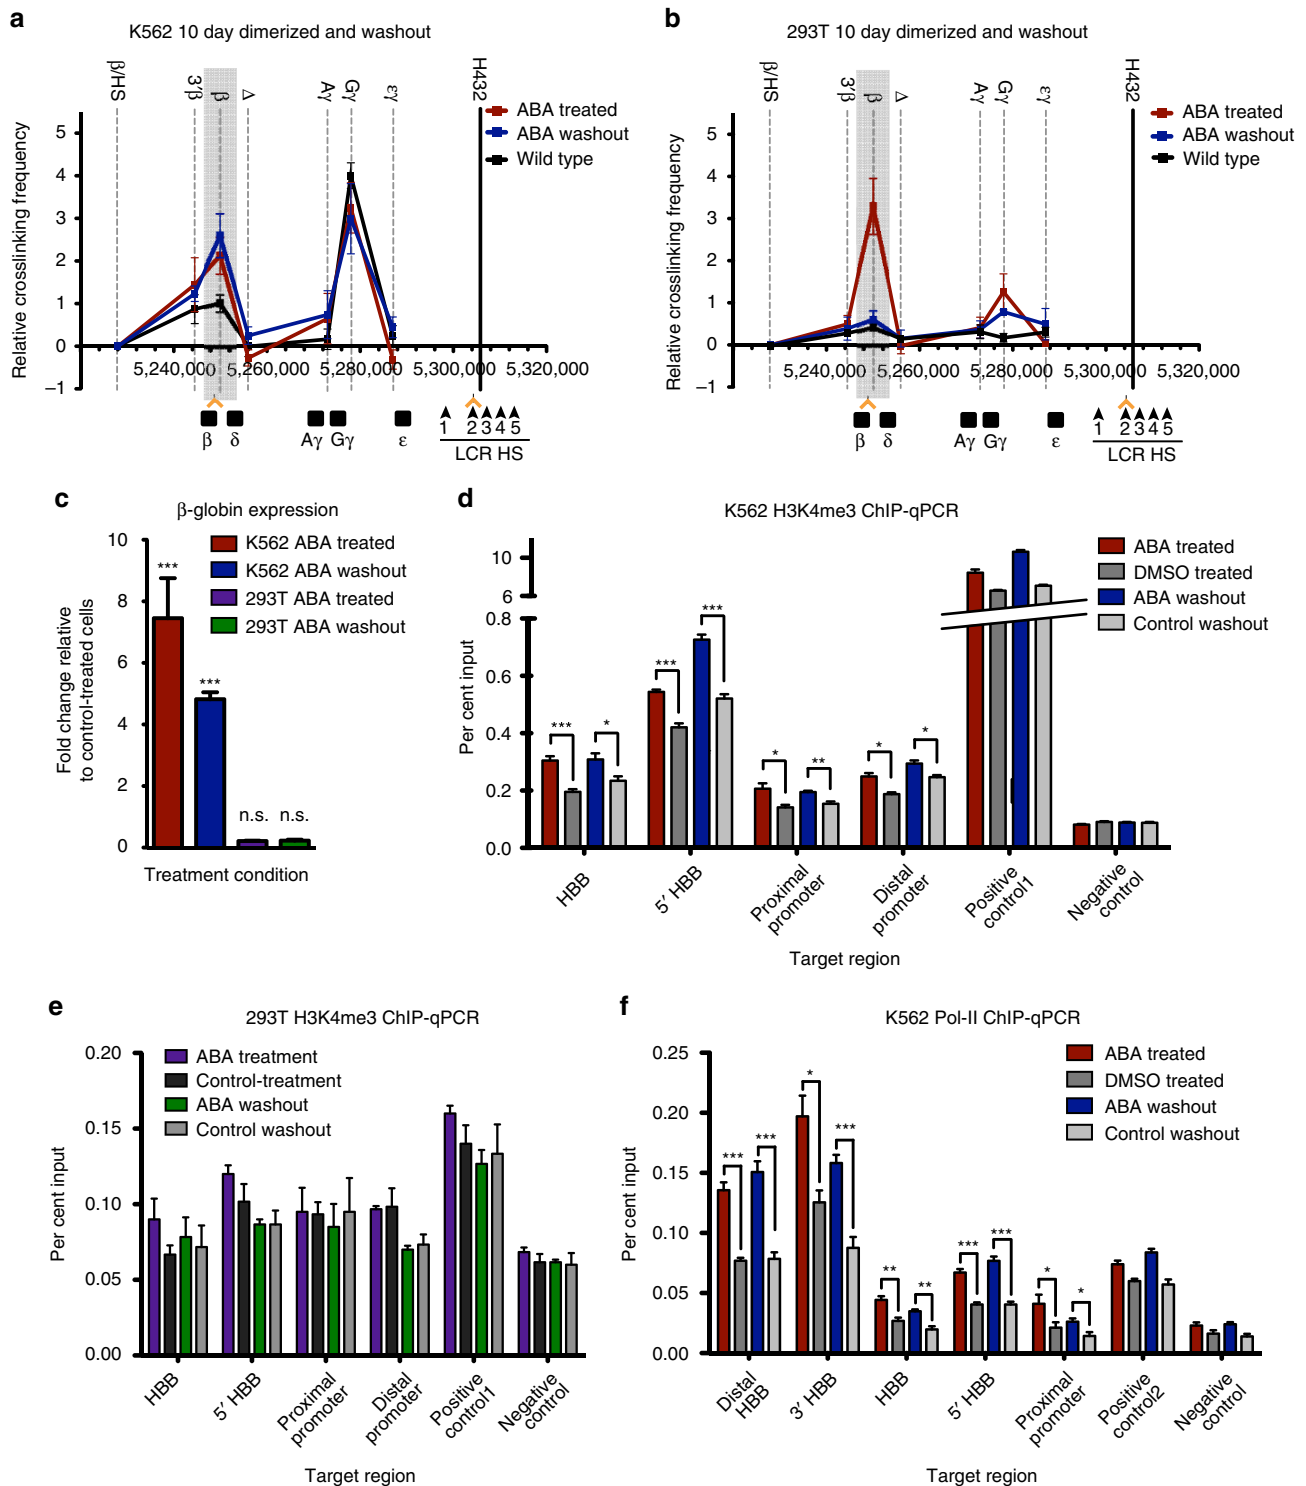 a
K562 10 day dimerized and washout
β/HS
3′β
β
Δ
Aγ
Gγ
εγ
H432
ABA treated
ABA washout
Wild type
Relative crosslinking frequency
5
4
3
2
1
0
–1
5,240,000
5,260,000
5,280,000
5,300,000
5,320,000
β
δ
Aγ
Gγ
ε
1
2
3
4
5
LCR HS
b
293T 10 day dimerized and washout
β/HS
3′β
β
Δ
Aγ
Gγ
εγ
H432
ABA treated
ABA washout
Wild type
Relative crosslinking frequency
5
4
3
2
1
0
–1
5,240,000
5,260,000
5,280,000
5,300,000
5,320,000
β
δ
Aγ
Gγ
ε
1
2
3
4
5
LCR HS
c
β-globin expression
K562 ABA treated
K562 ABA washout
293T ABA treated
293T ABA washout
Fold change relative
to control-treated cells
10
8
6
4
2
0
***
***
n.s.
n.s.
Treatment condition
d
K562 H3K4me3 ChIP-qPCR
ABA treated
DMSO treated
ABA washout
Control washout
Per cent input
10
6
0.8
0.6
0.4
0.2
0.0
***
*
***
***
*
**
*
*
HBB
5′ HBB
Proximal
promoter
Distal
promoter
Positive
control1
Negative
control
Target region
e
293T H3K4me3 ChIP-qPCR
ABA treatment
Control-treatment
ABA washout
Control washout
Per cent input
0.20
0.15
0.10
0.05
0.00
HBB
5′ HBB
Proximal
promoter
Distal
promoter
Positive
control1
Negative
control
Target region
f
K562 Pol-II ChIP-qPCR
ABA treated
DMSO treated
ABA washout
Control washout
Per cent input
0.25
0.20
0.15
0.10
0.05
0.00
***
***
*
***
**
**
***
***
*
*
Distal
HBB
3′ HBB
HBB
5′ HBB
Proximal
promoter
Positive
control2
Negative
control
Target region